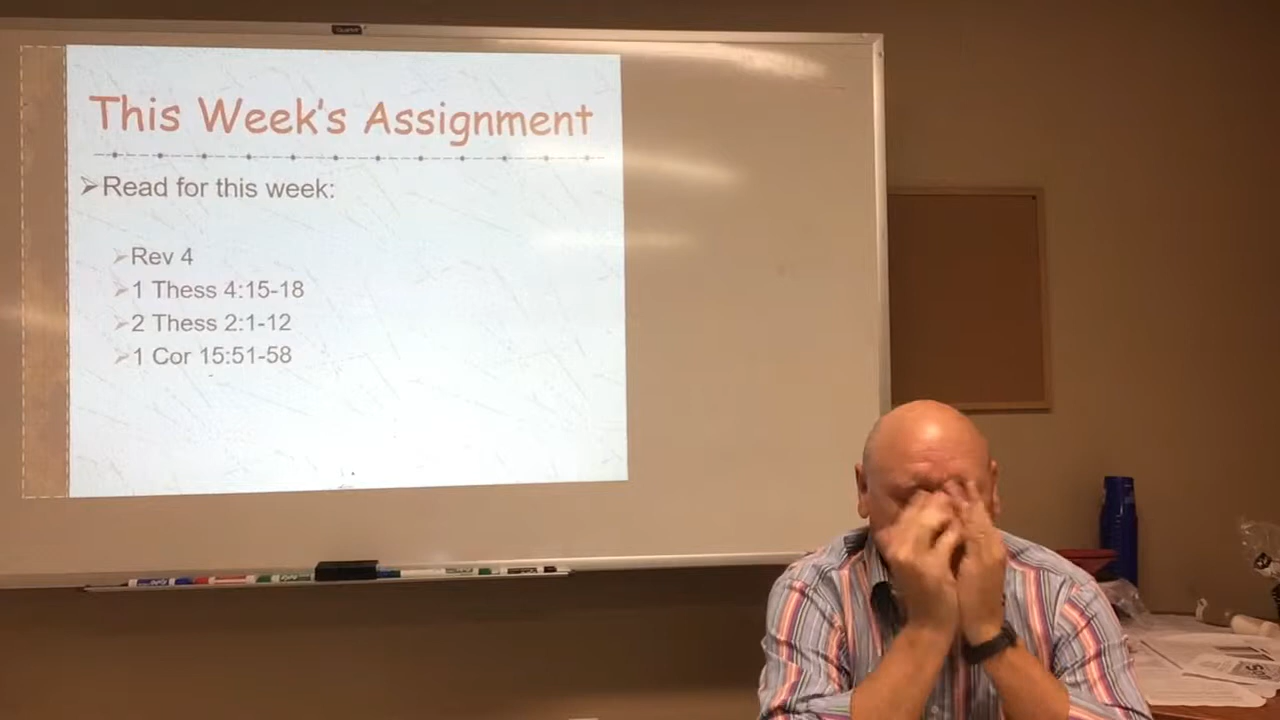 This Week's Assignment
Read for this week:
Rev 4
1 Thess 4:15-18
2 Thess 2:1-12
1 Cor 15:51-58